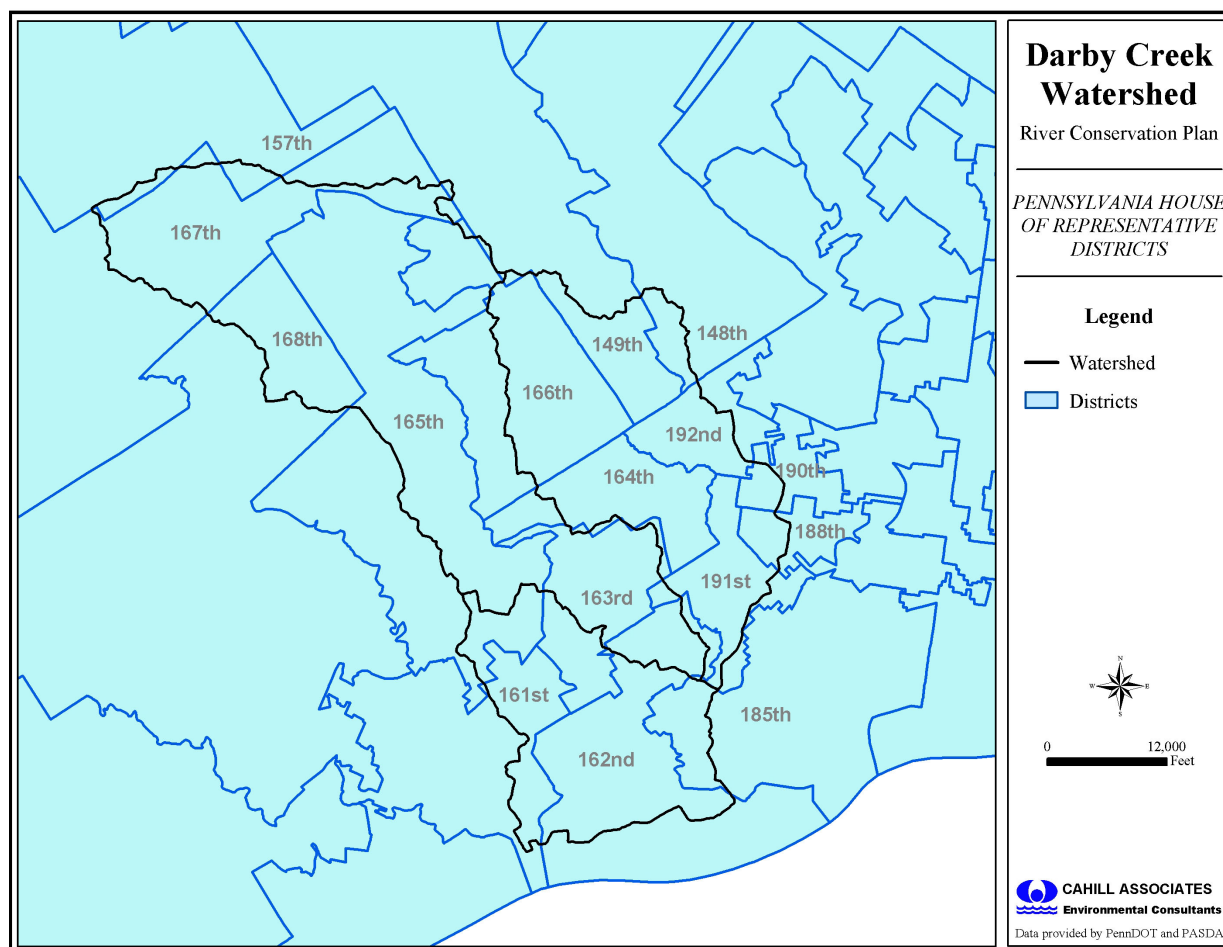 Darby Creek
Watershed
River Conservation Plan
PENNSYLVANIA HOUSE
OF REPRESENTATIVE
DISTRICTS
Legend
Watershed
Districts
157th
167th
168th
148th
149th
166th
165th
192nd
190th
164th
188th
191st
163rd
161st
185th
162nd
N
W E
S
0 12,000
Feet
CAHILL ASSOCIATES
Environmental Consultants
Data provided by PennDOT and PASDA